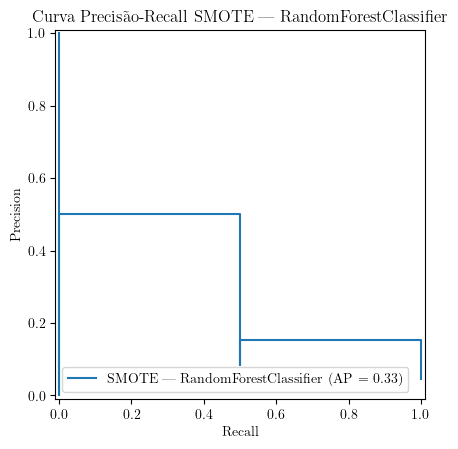 Curva Precisão-Recall SMOTE — RandomForestClassifier
1.0
0.8
0.6
0.4
0.2
0.0
Precision
SMOTE — RandomForestClassifier (AP = 0.33)
0.0 0.2 0.4 0.6 0.8 1.0
Recall